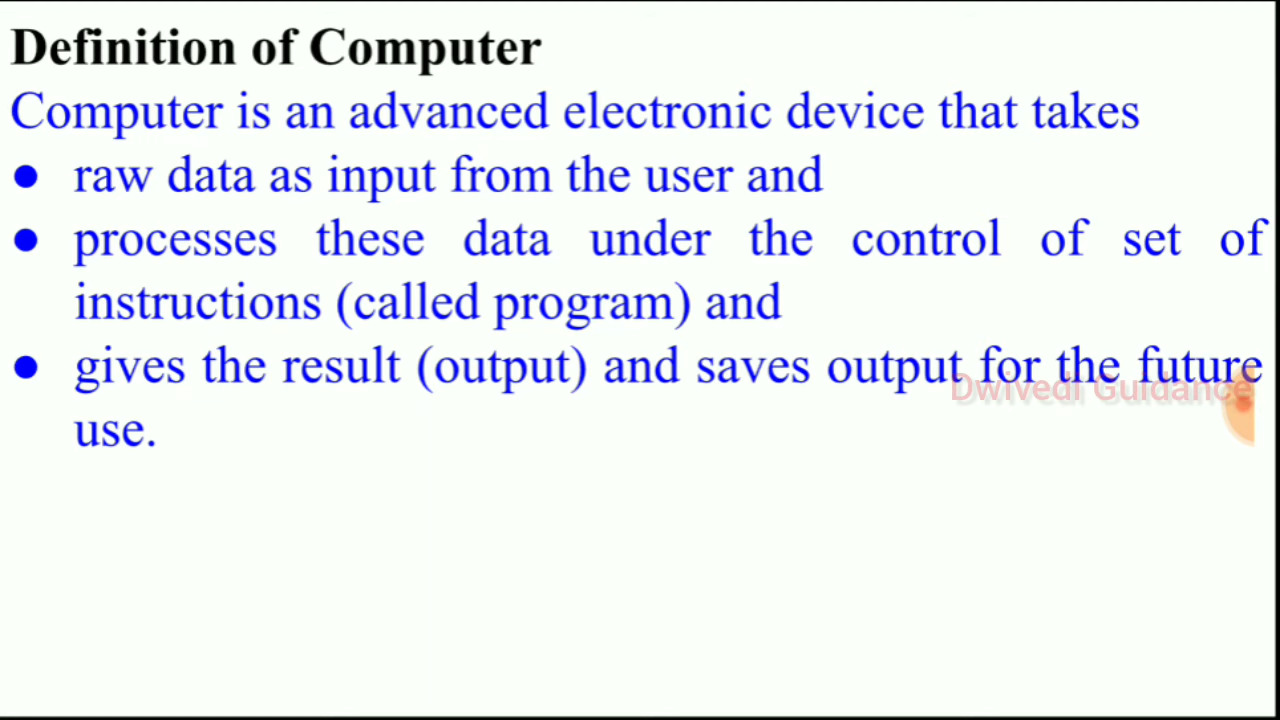 Definition of Computer
Computer is an advanced electronic device that takes
● raw data as input from the user and
● processes these data under the control of set of
instructions (called program) and
● gives the result (output) and saves output for the future
use.
Dwivedi Guidance